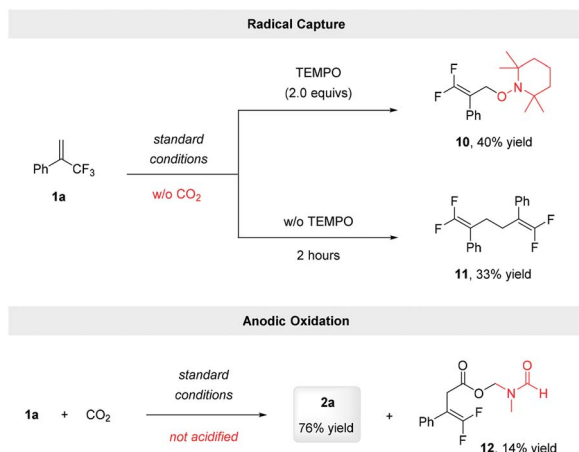 Radical Capture
TEMPO
(2.0 equivs)
F
F
Ph
O
N
10, 40% yield
standard
conditions
Ph
CF3
1a
w/o CO2
w/o TEMPO
2 hours
F
F
Ph
Ph
F
F
11, 33% yield
Anodic Oxidation
1a + CO2
standard
conditions
not acidified
2a
76% yield
+
O
O
N
O
H
Ph
F
F
12, 14% yield